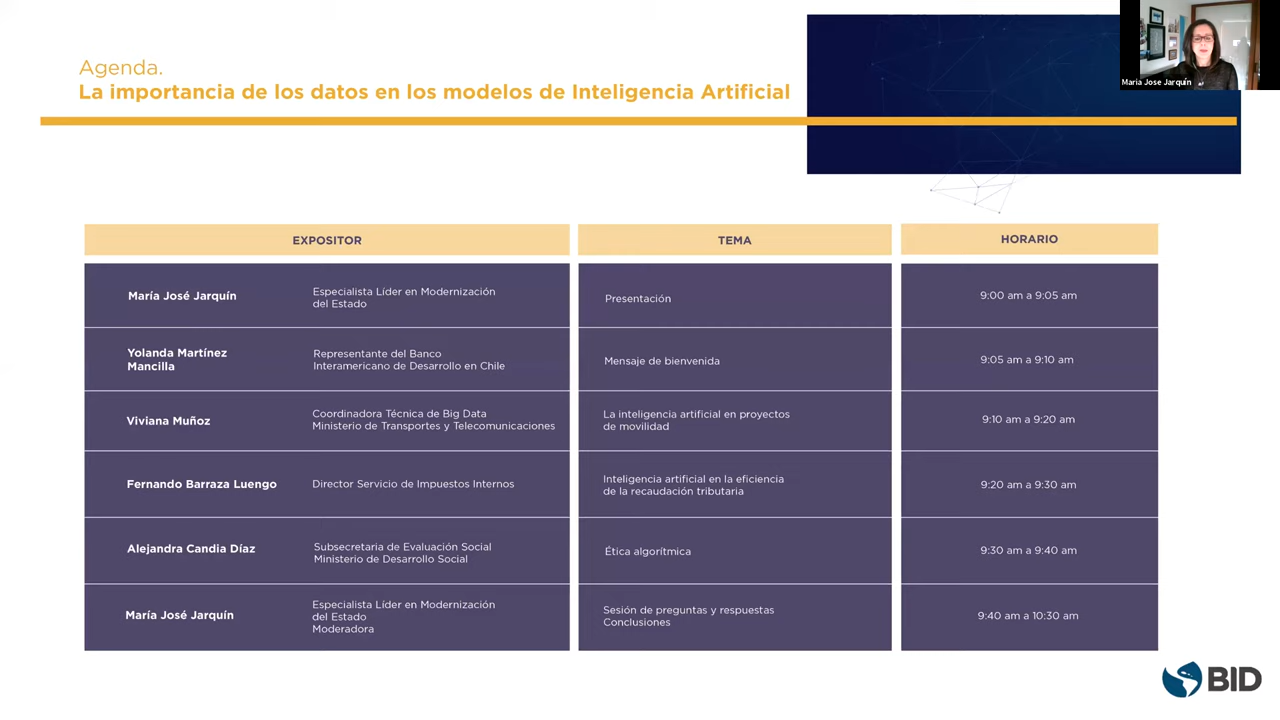 Agenda.
La importancia de los datos en los modelos de Inteligencia Artificial
Maria Jose Jarquín
EXPOSITOR
TEMA
HORARIO
María José Jarquín
Especialista Líder en Modernización
del Estado
Presentación
9:00 am a 9:05 am
Yolanda Martínez
Mancilla
Representante del Banco
Interamericano de Desarrollo en Chile
Mensaje de bienvenida
9:05 am a 9:10 am
Viviana Muñoz
Coordinadora Técnica de Big Data
Ministerio de Transportes y Telecomunicaciones
La inteligencia artificial en proyectos
de movilidad
9:10 am a 9:20 am
Fernando Barraza Luengo
Director Servicio de Impuestos Internos
Inteligencia artificial en la eficiencia
de la recaudación tributaria
9:20 am a 9:30 am
Alejandra Candia Díaz
Subsecretaria de Evaluación Social
Ministerio de Desarrollo Social
Ética algorítmica
9:30 am a 9:40 am
María José Jarquín
Especialista Líder en Modernización
del Estado
Moderadora
Sesión de preguntas y respuestas
Conclusiones
9:40 am a 10:30 am
BID